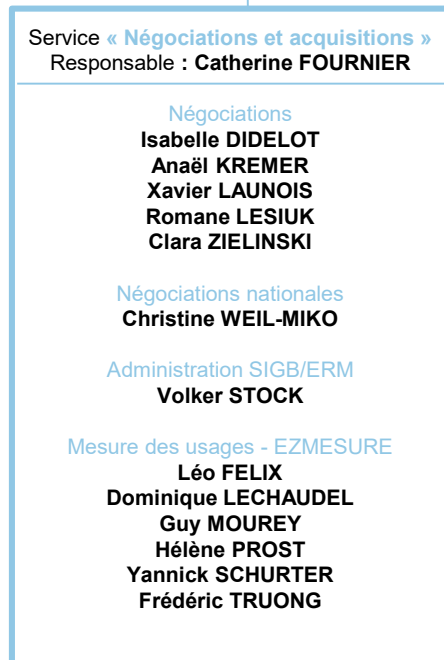 Service « Négociations et acquisitions »
Responsable : Catherine FOURNIER
Négociations
Isabelle DIDELOT
Anaël KREMER
Xavier LAUNOIS
Romane LESIUK
Clara ZIELINSKI
Négociations nationales
Christine WEIL-MIKO
Administration SIGB/ERM
Volker STOCK
Mesure des usages - EZMESURE
Léo FELIX
Dominique LECHAUDEL
Guy MOUREY
Hélène PROST
Yannick SCHURTER
Frédéric TRUONG